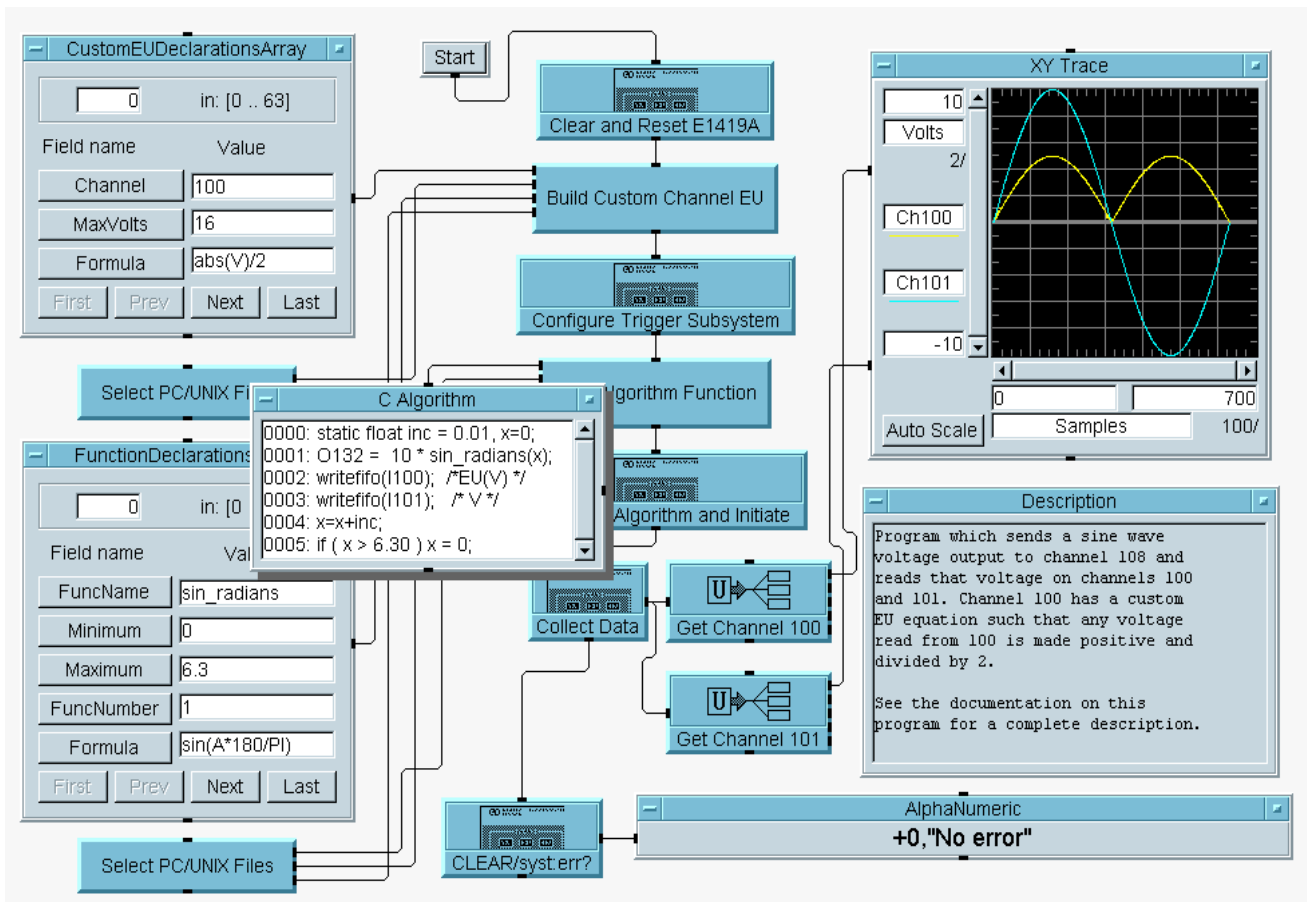 CustomEUDeclarationsArray
0
in: [0 .. 63]
Field name
Value
Channel
100
MaxVolts
16
Formula
abs(V)/2
First
Prev
Next
Last
Select PC/UNIX Fi
FunctionDeclarations
0
in: [0
Field name
Val
FuncName
sin_radians
Minimum
0
Maximum
6.3
FuncNumber
1
Formula
sin(A*180/PI)
First
Prev
Next
Last
Select PC/UNIX Files
Start
Clear and Reset E1419A
Build Custom Channel EU
Configure Trigger Subsystem
lgorithm Function
C Algorithm
0000: static float inc = 0.01, x=0;
0001: O132 =  10 * sin_radians(x);
0002: writefifo(I100);  /*EU(V) */
0003: writefifo(I101);  /* V */
0004: x=x+inc;
0005: if ( x > 6.30 ) x = 0;
Algorithm and Initiate
Collect Data
U
Get Channel 100
U
Get Channel 101
CLEAR/syst:err?
XY Trace
10
Volts
2/
Ch100
Ch101
-10
0
700
Auto Scale
Samples
100/
Description
Program which sends a sine wave
voltage output to channel 108 and
reads that voltage on channels 100
and 101. Channel 100 has a custom
EU equation such that any voltage
read from 100 is made positive and
divided by 2.
See the documentation on this
program for a complete description.
AlphaNumeric
+0,"No error"